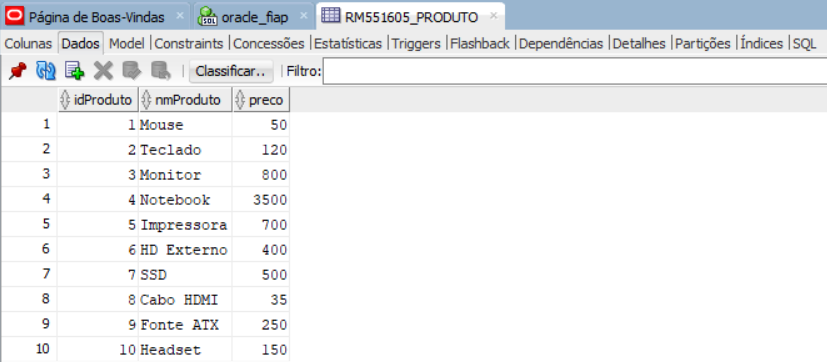 Página de Boas-Vindas oracle_fiap RM551605_PRODUTO
Colunas Dados Model Constraints Concessões Estatísticas Triggers Flashback Dependências Detalhes Partições Índices SQL
Classificar.. Filtro:
idProduto nmProduto preco
1 1 Mouse 50
2 2 Teclado 120
3 3 Monitor 800
4 4 Notebook 3500
5 5 Impressora 700
6 6 HD Externo 400
7 7 SSD 500
8 8 Cabo HDMI 35
9 9 Fonte ATX 250
10 10 Headset 150